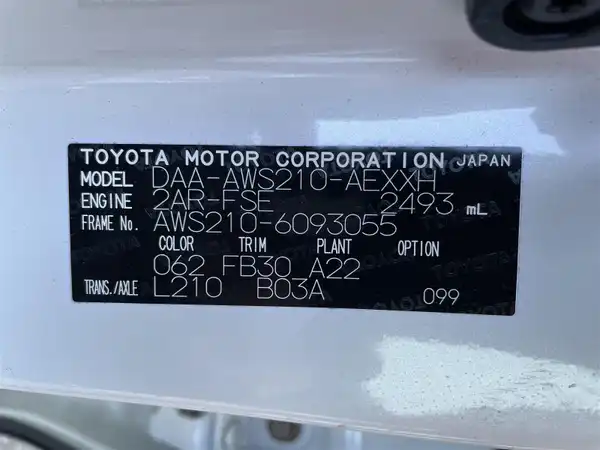 TOYOTA MOTOR CORPORATION JAPAN
MODEL DAA-AWS210-AEXXH
ENGINE 2AR-FSE 2493 mL
FRAME No. AWS210-6093055
COLOR TRIM PLANT OPTION
062 FB30 A22
TRANS./AXLE L210 B03A 099